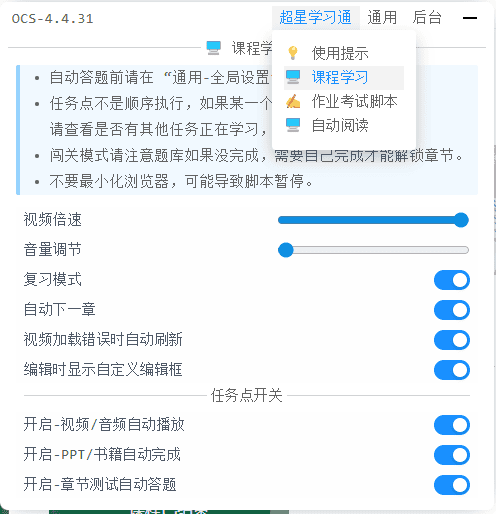 OCS-4.4.31
超星学习通 通用 后台
课程学
使用提示
课程学习
作业考试脚本
自动阅读
• 自动答题前请在 “通用-全局设置
• 任务点不是顺序执行，如果某一个
请查看是否有其他任务正在学习，
• 闯关模式请注意题库如果没完成，需要自己完成才能解锁章节。
• 不要最小化浏览器，可能导致脚本暂停。
视频倍速
音量调节
复习模式
自动下一章
视频加载错误时自动刷新
编辑时显示自定义编辑框
任务点开关
开启-视频/音频自动播放
开启-PPT/书籍自动完成
开启-章节测试自动答题